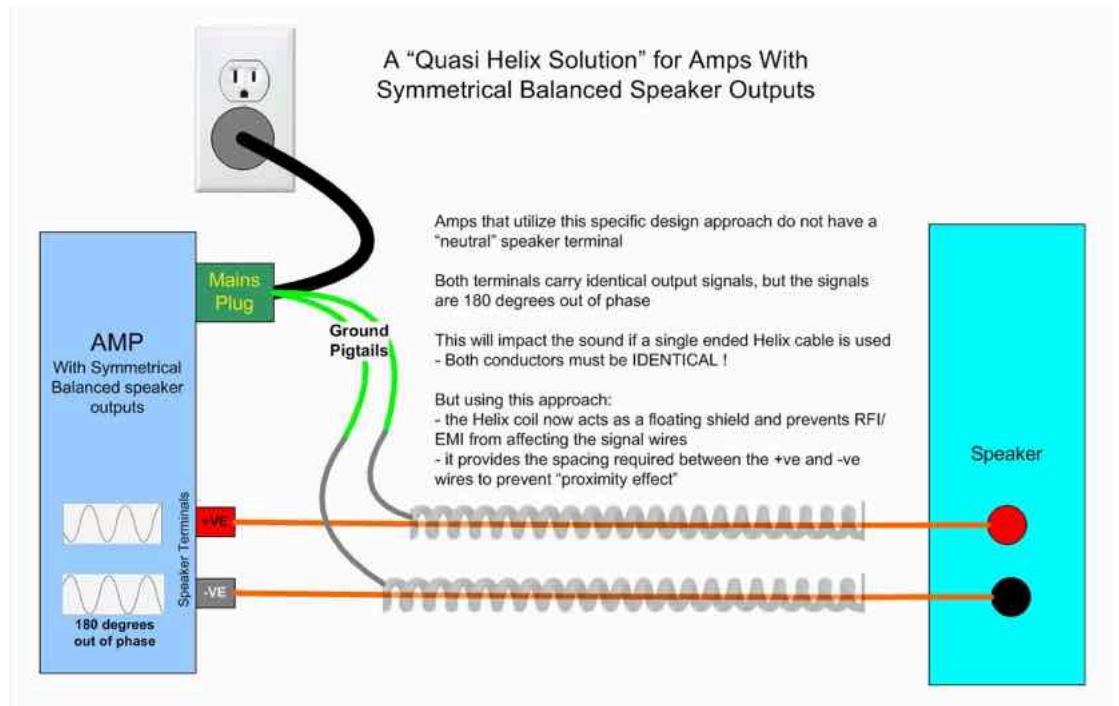 A "Quasi Helix Solution" for Amps With
Symmetrical Balanced Speaker Outputs
Amps that utilize this specific design approach do not have a
"neutral" speaker terminal
Both terminals carry identical output signals, but the signals
are 180 degrees out of phase
This will impact the sound if a single ended Helix cable is used
- Both conductors must be IDENTICAL !
But using this approach:
- the Helix coil now acts as a floating shield and prevents RFI/
EMI from affecting the signal wires
- it provides the spacing required between the +ve and -ve
wires to prevent "proximity effect"
Mains
Plug
Ground
Pigtails
AMP
With Symmetrical
Balanced speaker
outputs
Speaker Terminals
+VE
-VE
180 degrees
out of phase
Speaker